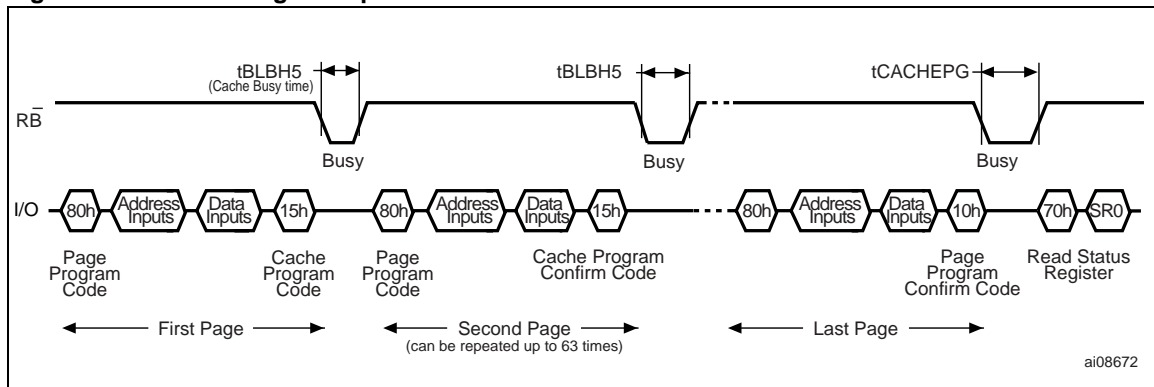 tBLBH5
(Cache Busy time)
tBLBH5
tCACHEPG
RB̅
Busy
Busy
Busy
I/O
80h
Address Inputs
Data Inputs
15h
80h
Address Inputs
Data Inputs
15h
80h
Address Inputs
Data Inputs
10h
70h
SR0
Page
Program
Code
Cache
Program
Code
Page
Program
Code
Cache Program
Confirm Code
Page
Program
Confirm Code
Read Status
Register
First Page
Second Page
(can be repeated up to 63 times)
Last Page
ai08672